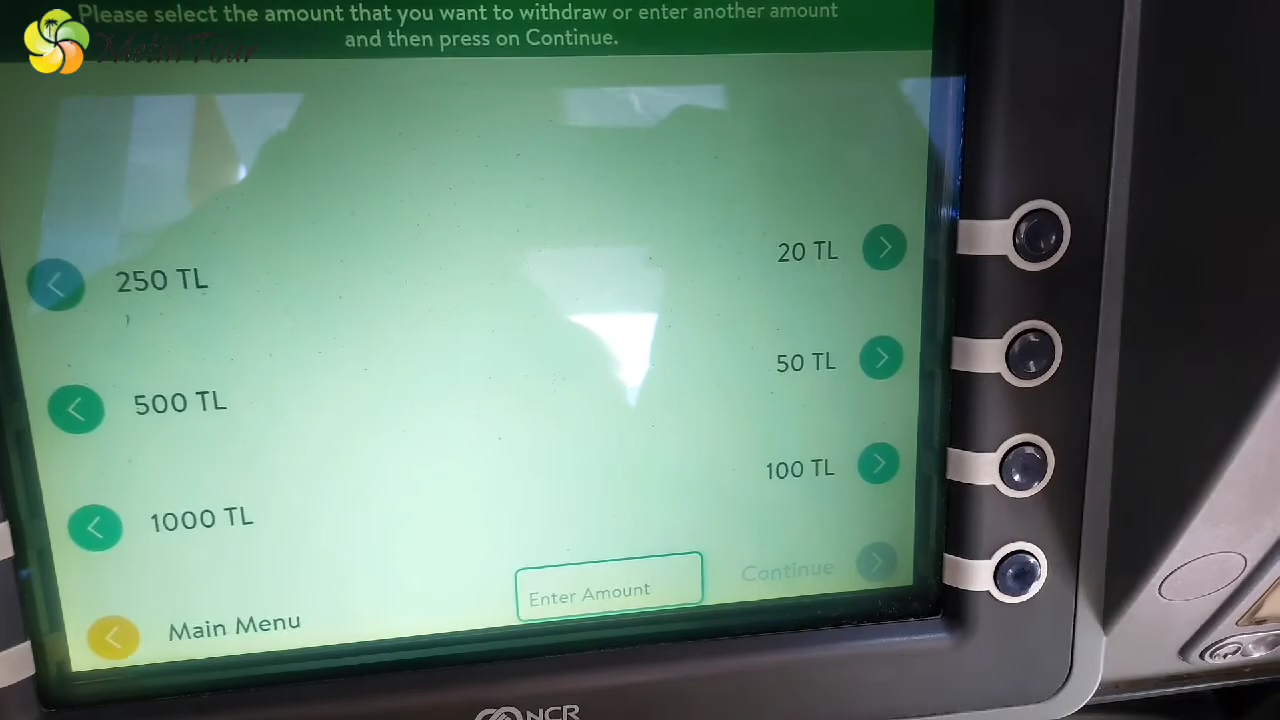 Please select the amount that you want to withdraw or enter another amount
and then press on Continue.
250 TL
20 TL
50 TL
500 TL
100 TL
1000 TL
Continue
Enter Amount
Main Menu
NCR